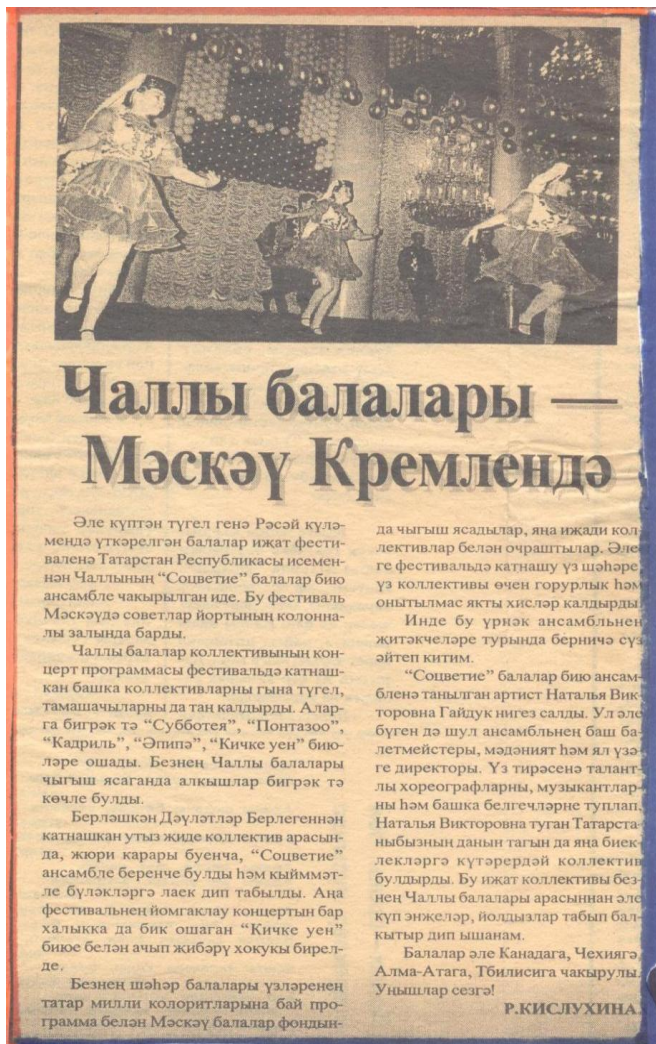 Чаллы балалары —
Мәскәү Кремлендә
Әле күптән түгел генә Рәсәй күлә-
мендә үткәрелгән балалар иҗат фести-
валенә Татарстан Республикасы исемен-
нән Чаллының “Соцветие” балалар бию
ансамбле чакырылган иде. Бу фестиваль
Мәскәүдә советлар йортының колонна-
лы залында барды.
Чаллы балалар коллективының кон-
церт программасы фестивальдә катнаш-
кан башка коллективларны гына түгел,
тамашачыларны да таң калдырды. Алар-
га бигрәк тә “Субботея”, “Понтазоо”,
“Кадриль”, “Әпипә”, “Кичке уен” бию-
ләре ошады. Безнең Чаллы балалары
чыгыш ясаганда алкышлар бигрәк тә
көчле булды.
Берләшкән Дәүләтләр Берлегеннән
катнашкан утыз җиде коллектив арасын-
да, жюри карары буенча, “Соцветие”
ансамбле беренче булды һәм кыйммәт-
ле бүләкләргә лаек дип табылды. Аңа
фестивальнең йомгаклау концертын бар
халыкка да бик ошаган “Кичке уен”
биюе белән ачып җибәрү хокукы бирел-
де.
Безнең шәһәр балалары үзләренең
татар милли колоритларына бай про-
грамма белән Мәскәү балалар фондын-
да чыгыш ясадылар, яңа иҗади кол-
лективлар белән очраштылар. Әле-
ге фестивальдә катнашу үз шәһәре,
үз коллективы өчен горурлык һәм
онытылмас якты хисләр калдырды.
Инде бу үрнәк ансамбльнең
җитәкчеләре турында берничә сүз
әйтеп китим.
“Соцветие” балалар бию ансам-
бленә танылган артист Наталья Вик-
торовна Гайдук нигез салды. Ул әле
бүген дә шул ансамбльнең баш ба-
летмейстеры, мәдәният һәм ял үзә-
ге директоры. Үз тирәсенә талант-
лы хореографларны, музыкантлар-
ны һәм башка белгечләрне туплап,
Наталья Викторовна туган Татарста-
ныбызның данын тагын да яңа биек-
лекләргә күтәрердәй коллектив
булдырды. Бу иҗат коллективы без-
нең Чаллы балалары арасыннан әле
күп энҗеләр, йолдызлар табып бал-
кытыр дип ышанам.
Балалар әле Канадага, Чехиягә,
Алма-Атага, Тбилисига чакырулы.
Уңышлар сезгә!
Р.КИСЛУХИНА.